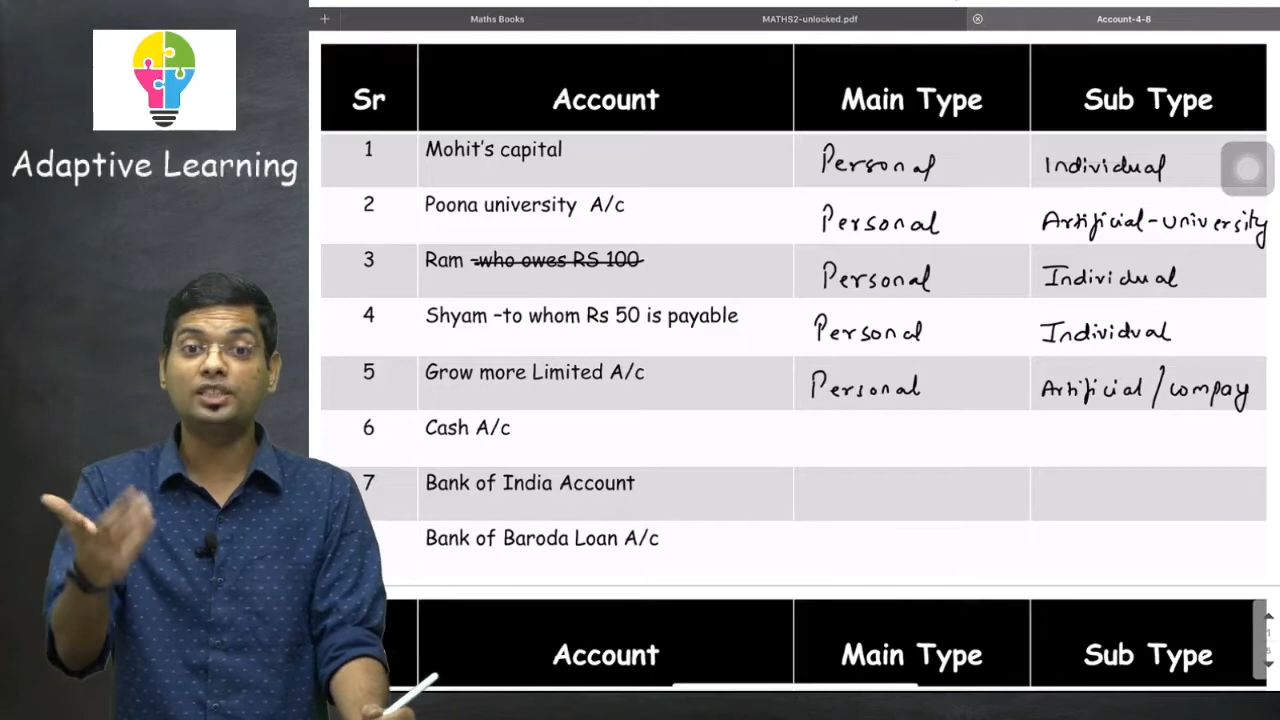 Maths Books
MATHS2-unlocked.pdf
Account-4-8
Adaptive Learning
Sr Account Main Type Sub Type
1 Mohit's capital Personal Individual
2 Poona university A/c Personal Artificial-university
3 Ram -who owes RS 100 Personal Individual
4 Shyam –to whom Rs 50 is payable Personal Individual
5 Grow more Limited A/c Personal Artificial/compay
6 Cash A/c
7 Bank of India Account
Bank of Baroda Loan A/c
Account Main Type Sub Type